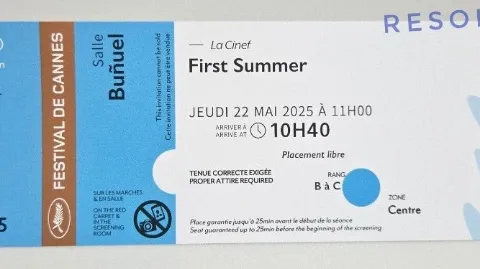 FESTIVAL DE CANNES
Salle
Buñuel
This invitation cannot be sold
Cette invitation ne peut être vendue
SUR LES MARCHES
& EN SALLE
ON THE RED
CARPET &
IN THE
SCREENING
ROOM
La Cinef
First Summer
JEUDI 22 MAI 2025 À 11H00
ARRIVER À
ARRIVE AT
10H40
Placement libre
TENUE CORRECTE EXIGÉE
PROPER ATTIRE REQUIRED
RANG
B à C
ZONE
Centre
Place garantie jusqu'à 25min avant le début de la séance
Seat guaranteed up to 25min before the beginning of the screening
RESO
5